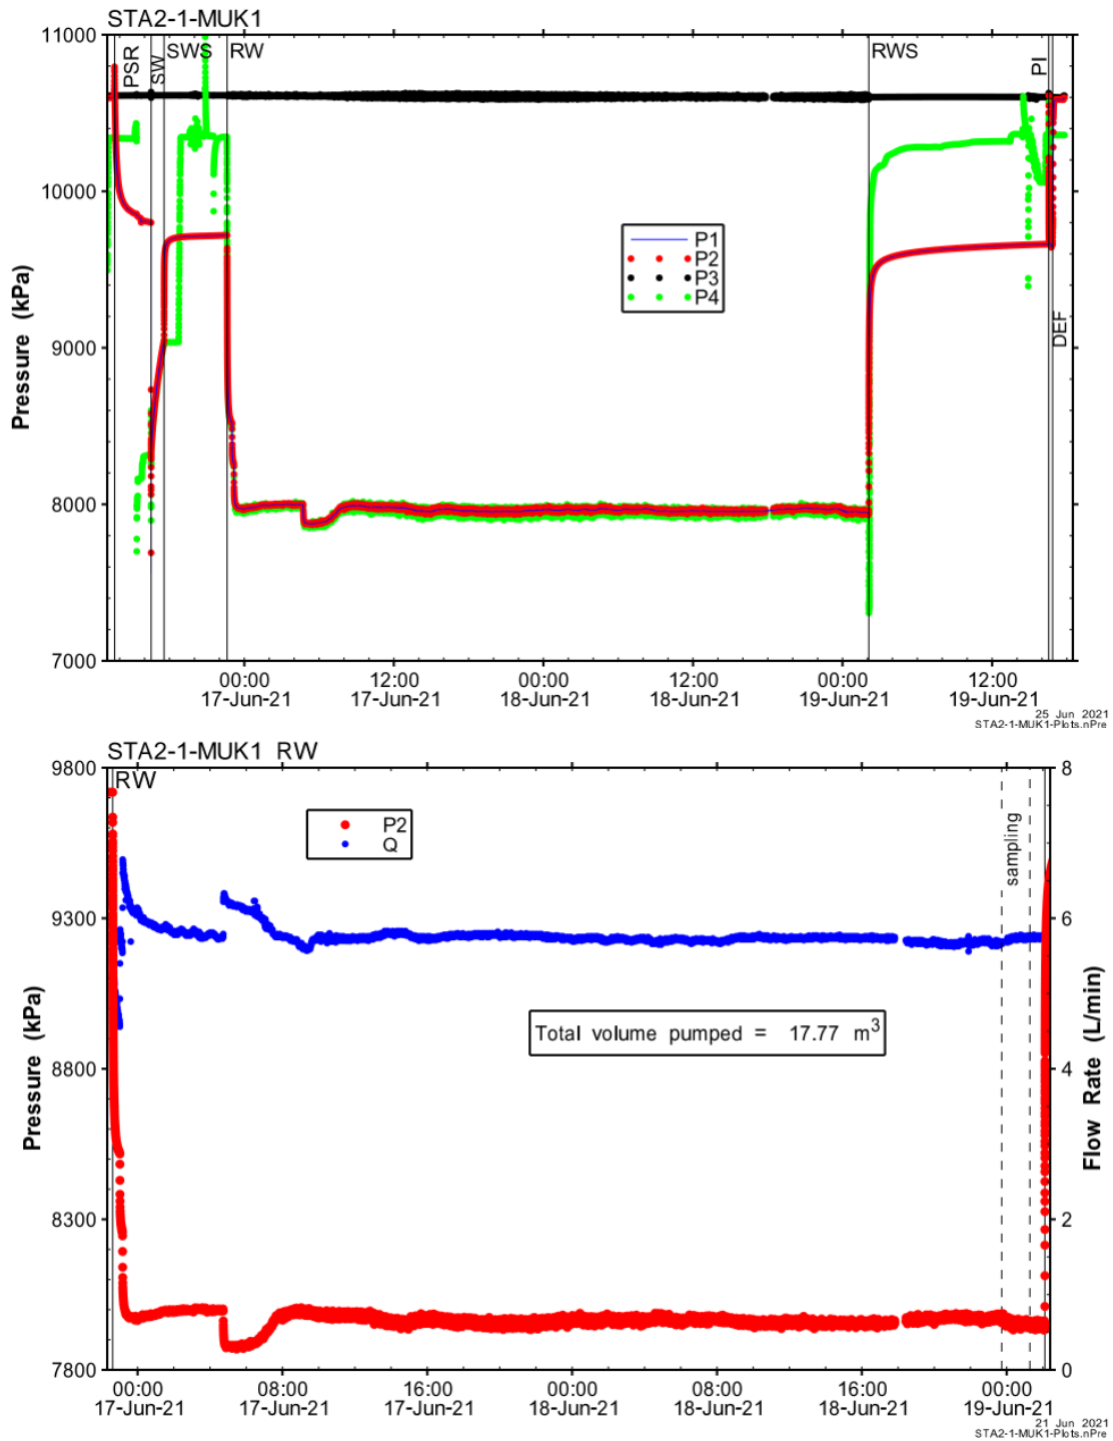 STA2-1-MUK1
11000
10000
9000
8000
7000
Pressure (kPa)
PSR
SW
SWS
RW
RWS
PI
DEF
P1
P2
P3
P4
00:00
17-Jun-21
12:00
17-Jun-21
00:00
18-Jun-21
12:00
18-Jun-21
00:00
19-Jun-21
12:00
19-Jun-21
25 Jun 2021
STA2-1-MUK1-Plots.nPre
STA2-1-MUK1 RW
9800
9300
8800
8300
7800
Pressure (kPa)
RW
P2
Q
sampling
Total volume pumped = 17.77 m³
8
6
4
2
0
Flow Rate (L/min)
00:00
17-Jun-21
08:00
17-Jun-21
16:00
17-Jun-21
00:00
18-Jun-21
08:00
18-Jun-21
16:00
18-Jun-21
00:00
19-Jun-21
21 Jun 2021
STA2-1-MUK1-Plots.nPre